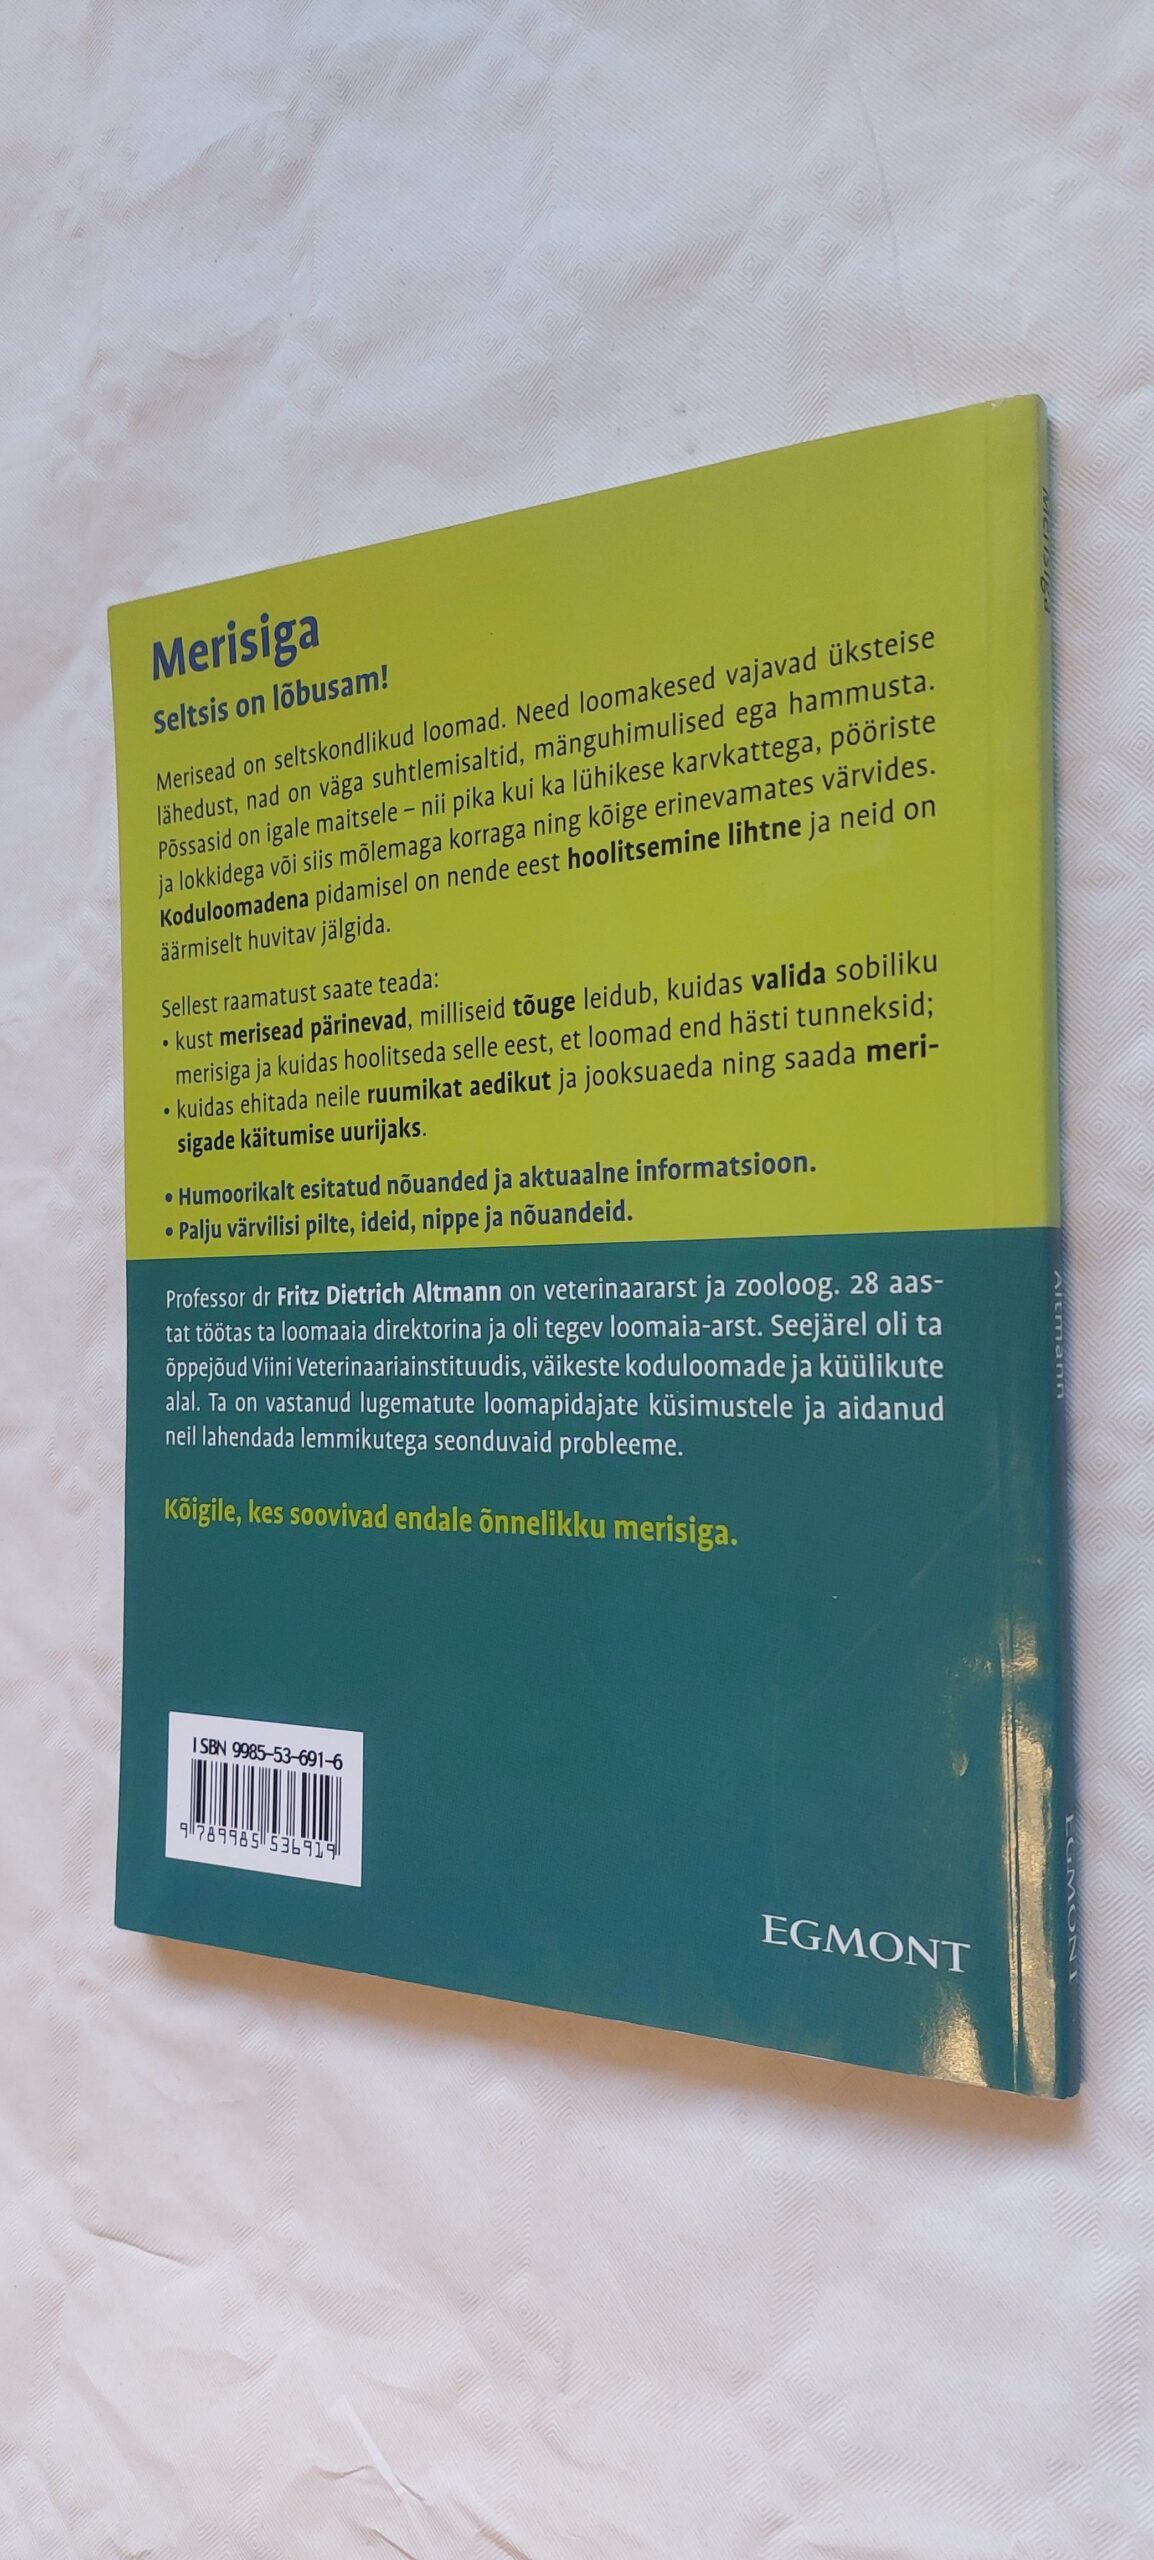 Merisiga
Seltsis on lõbusam!
Merisead on seltskondlikud loomad. Need loomakesed vajavad üksteise
lähedust, nad on väga suhtlemisaltid, mänguhimulised ega hammusta.
Põssasid on igale maitsele – nii pika kui ka lühikese karvkattega, pööriste
ja lokkidega või siis mõlemaga korraga ning kõige erinevamates värvides.
Koduloomadena pidamisel on nende eest hoolitsemine lihtne ja neid on
äärmiselt huvitav jälgida.
Sellest raamatust saate teada:
• kust merisead pärinevad, milliseid tõuge leidub, kuidas valida sobiliku
merisiga ja kuidas hoolitseda selle eest, et loomad end hästi tunneksid;
• kuidas ehitada neile ruumikat aedikut ja jooksuaeda ning saada meri-
sigade käitumise uurijaks.
• Humoorikalt esitatud nõuanded ja aktuaalne informatsioon.
• Palju värvilisi pilte, ideid, nippe ja nõuandeid.
Professor dr Fritz Dietrich Altmann on veterinaararst ja zooloog. 28 aas-
tat töötas ta loomaaia direktorina ja oli tegev loomaia-arst. Seejärel oli ta
õppejõud Viini Veterinaariainstituudis, väikeste koduloomade ja küülikute
alal. Ta on vastanud lugematute loomapidajate küsimustele ja aidanud
neil lahendada lemmikutega seonduvaid probleeme.
Kõigile, kes soovivad endale õnnelikku merisiga.
ISBN 9985-53-691-6
9 789985 536919
EGMONT
Merisiga
Altmann
EGMONT